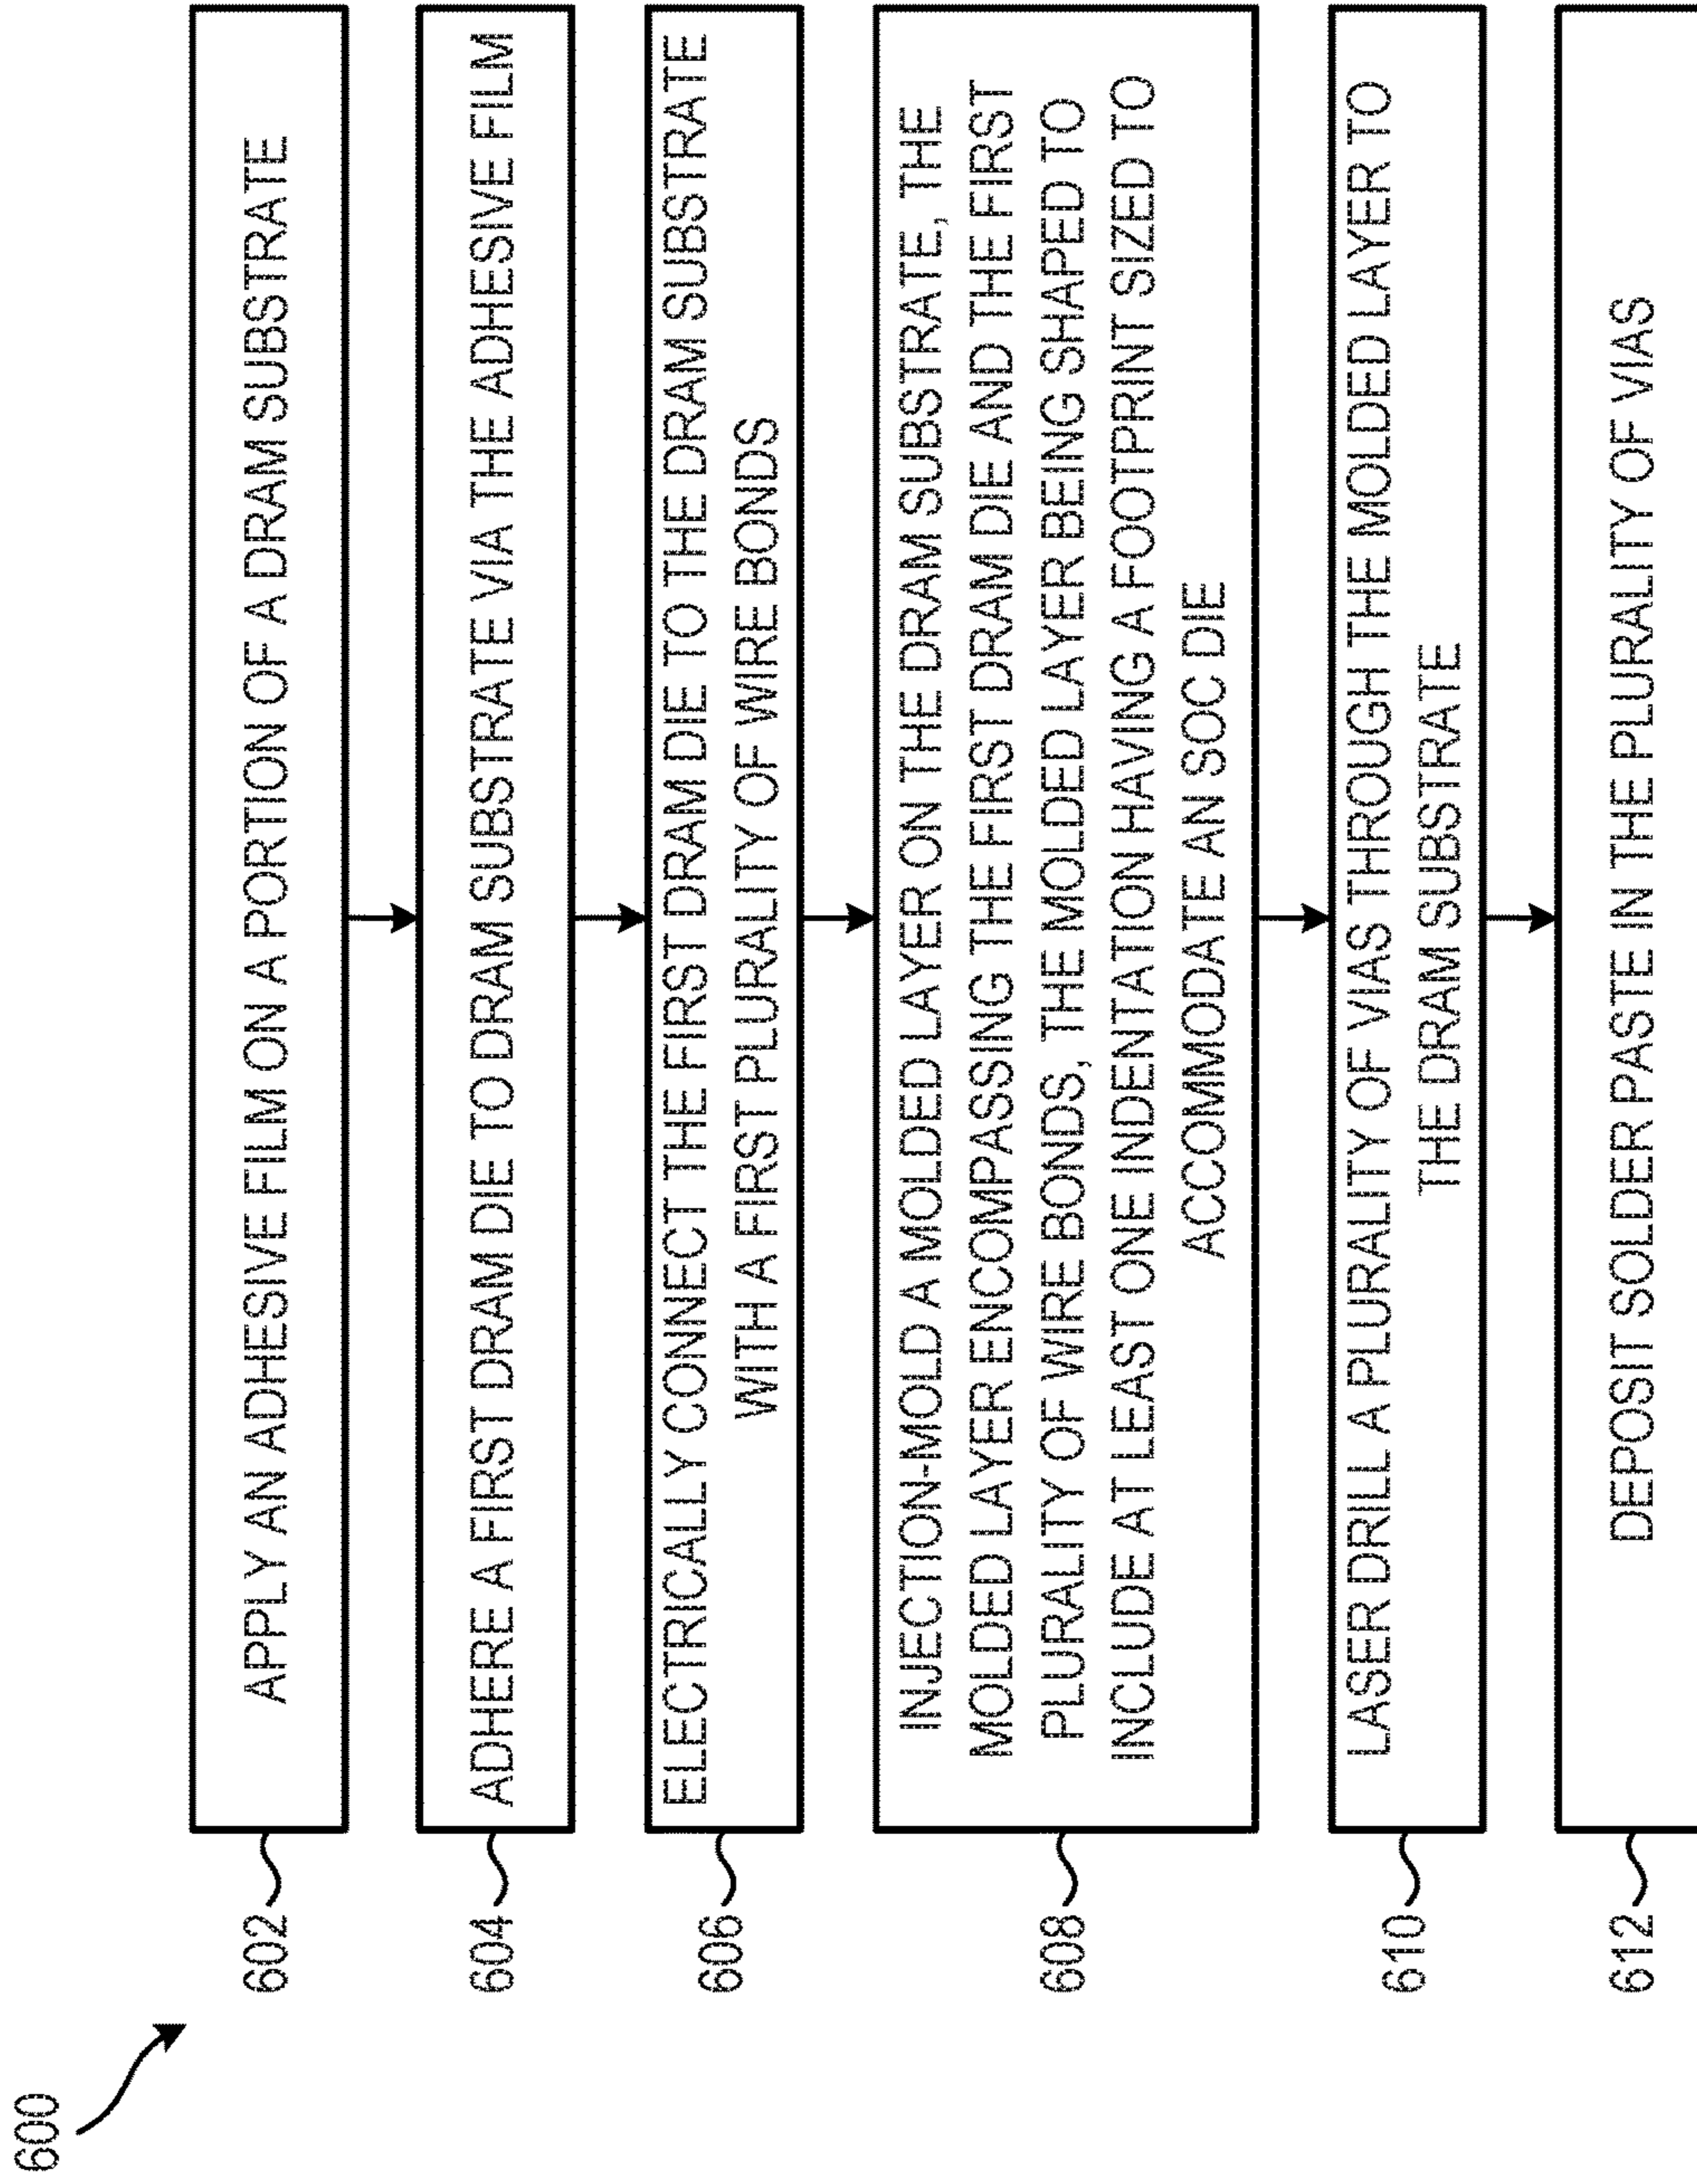 600
602
APPLY AN ADHESIVE FILM ON A PORTION OF A DRAM SUBSTRATE
604
ADHERE A FIRST DRAM DIE TO DRAM SUBSTRATE VIA THE ADHESIVE FILM
606
ELECTRICALLY CONNECT THE FIRST DRAM DIE TO THE DRAM SUBSTRATE
WITH A FIRST PLURALITY OF WIRE BONDS
608
INJECTION-MOLD A MOLDED LAYER ON THE DRAM SUBSTRATE, THE
MOLDED LAYER ENCOMPASSING THE FIRST DRAM DIE AND THE FIRST
PLURALITY OF WIRE BONDS, THE MOLDED LAYER BEING SHAPED TO
INCLUDE AT LEAST ONE INDENTATION HAVING A FOOTPRINT SIZED TO
ACCOMMODATE AN SOC DIE
610
LASER DRILL A PLURALITY OF VIAS THROUGH THE MOLDED LAYER TO
THE DRAM SUBSTRATE
612
DEPOSIT SOLDER PASTE IN THE PLURALITY OF VIAS